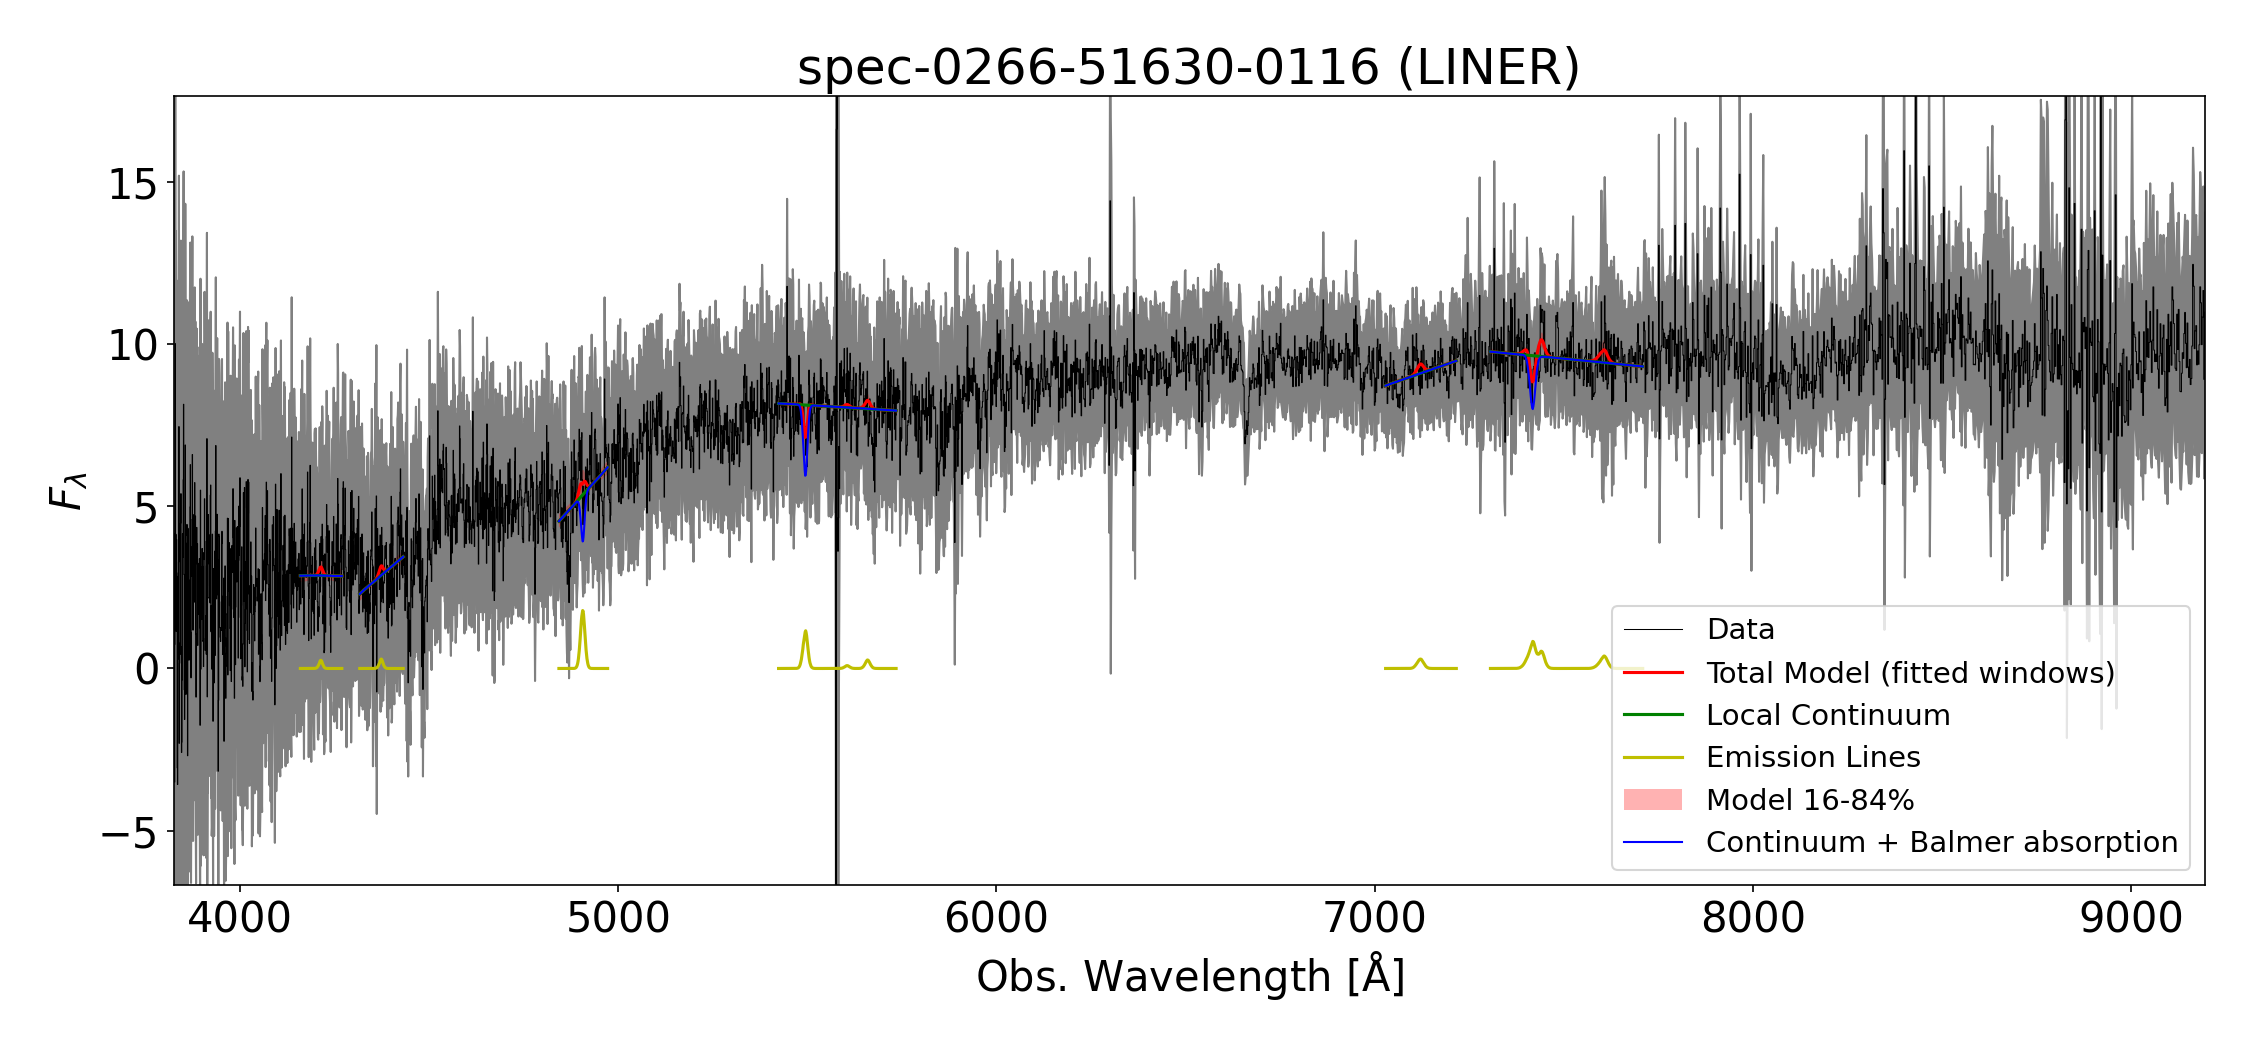 spec-0266-51630-0116 (LINER)
15
10
5
0
−5
F_λ
4000 5000 6000 7000 8000 9000
Obs. Wavelength [Å]
Data
Total Model (fitted windows)
Local Continuum
Emission Lines
Model 16-84%
Continuum + Balmer absorption